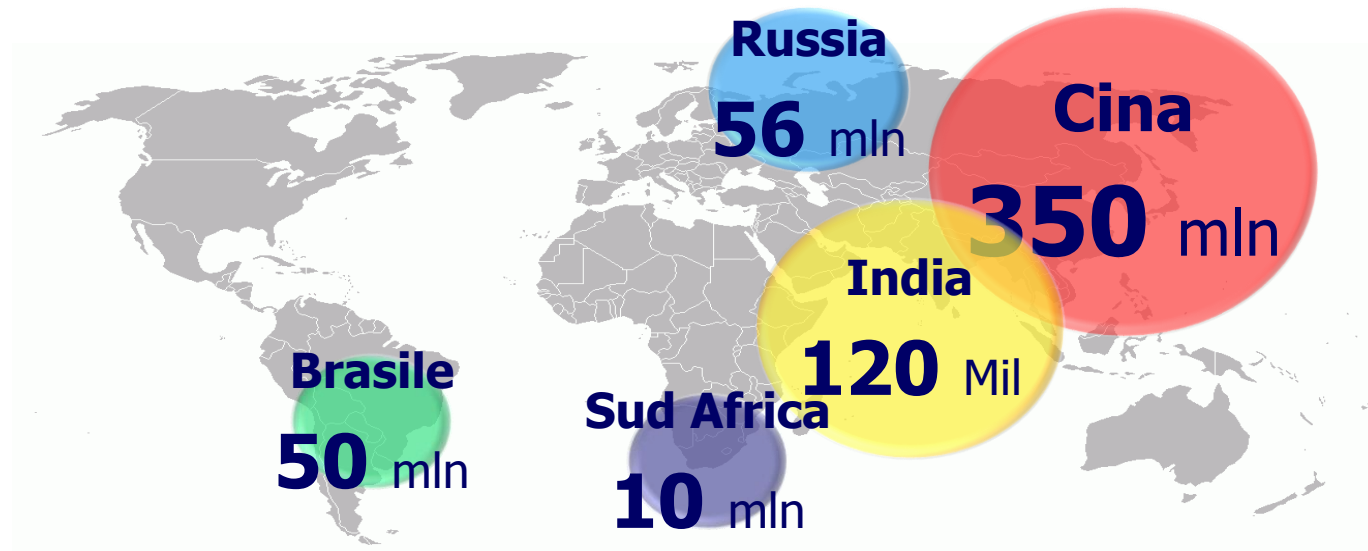 Russia
56 mln
Cina
350 mln
India
120 Mil
Brasile
50 mln
Sud Africa
10 mln